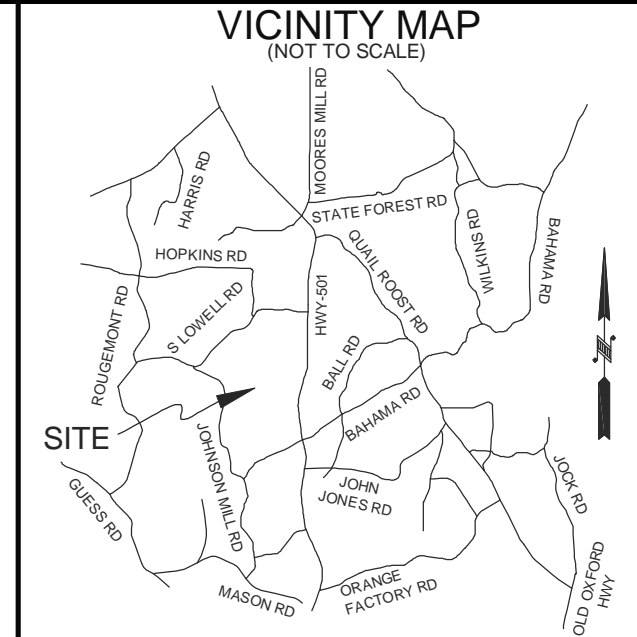 VICINITY MAP
(NOT TO SCALE)
MOORES MILL RD
HARRIS RD
STATE FOREST RD
HOPKINS RD
QUAIL ROOST RD
WILKINS RD
BAHAMA RD
ROUGEMONT RD
S LOWELL RD
HWY-501
BALL RD
SITE
JOHNSON MILL RD
BAHAMA RD
GUESS RD
JOHN
JONES RD
JOCK RD
MASON RD
ORANGE
FACTORY RD
OLD OXFORD
HWY